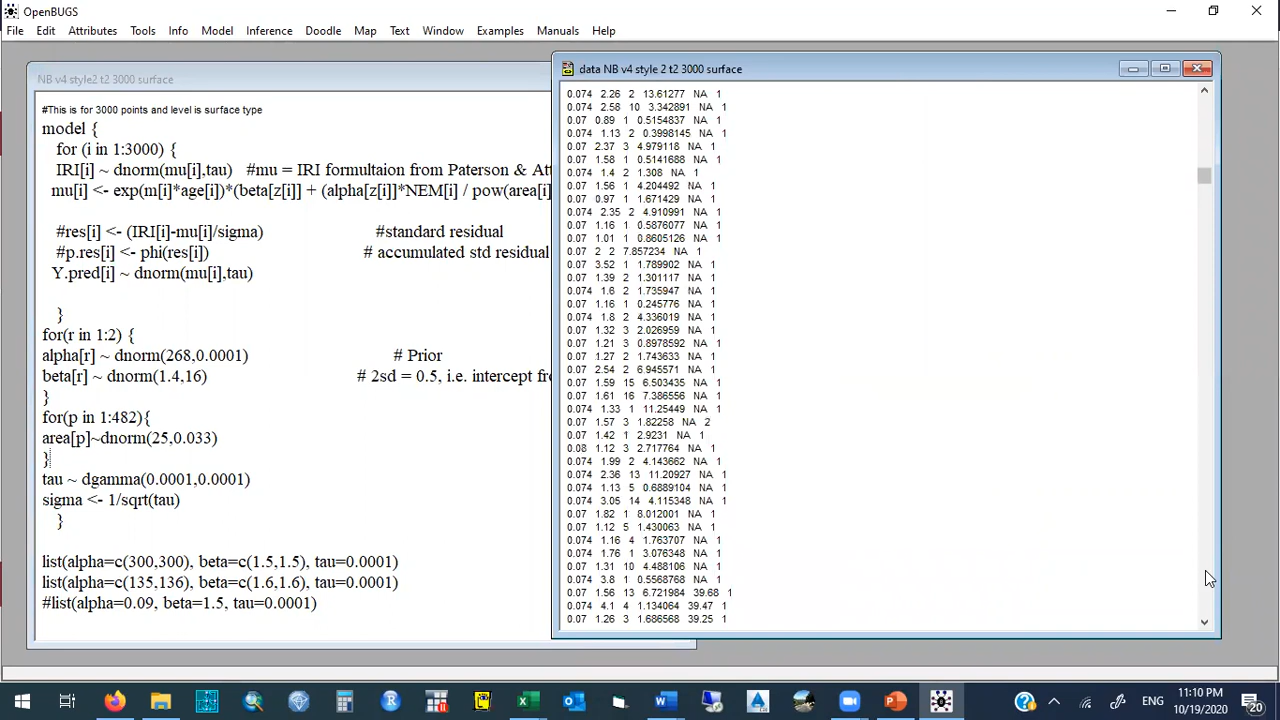 OpenBUGS
File Edit Attributes Tools Info Model Inference Doodle Map Text Window Examples Manuals Help
NB v4 style2 t2 3000 surface
#This is for 3000 points and level is surface type
model {
for (i in 1:3000) {
IRI[i] ~ dnorm(mu[i],tau) #mu = IRI formultaion from Paterson & Att
mu[i] <- exp(m[i]*age[i])*(beta[z[i]] + (alpha[z[i]]*NEM[i] / pow(area[i]
#res[i] <- (IRI[i]-mu[i]/sigma) #standard residual
#p.res[i] <- phi(res[i]) # accumulated std residual
Y.pred[i] ~ dnorm(mu[i],tau)
}
for(r in 1:2) {
alpha[r] ~ dnorm(268,0.0001) # Prior
beta[r] ~ dnorm(1.4,16) # 2sd = 0.5, i.e. intercept fro
}
for(p in 1:482){
area[p]~dnorm(25,0.033)
}
tau ~ dgamma(0.0001,0.0001)
sigma <- 1/sqrt(tau)
}
list(alpha=c(300,300), beta=c(1.5,1.5), tau=0.0001)
list(alpha=c(135,136), beta=c(1.6,1.6), tau=0.0001)
#list(alpha=0.09, beta=1.5, tau=0.0001)
data NB v4 style 2 t2 3000 surface
0.074 2.26 2 13.61277 NA 1
0.074 2.58 10 3.342891 NA 1
0.07 0.89 1 0.5154837 NA 1
0.074 1.13 2 0.3998145 NA 1
0.07 2.37 3 4.979118 NA 1
0.07 1.58 1 0.5141688 NA 1
0.074 1.4 2 1.308 NA 1
0.07 1.56 1 4.204492 NA 1
0.07 0.97 1 1.671429 NA 1
0.074 2.35 2 4.910991 NA 1
0.07 1.16 1 0.5876077 NA 1
0.07 1.01 1 0.8605126 NA 1
0.07 2 2 7.857234 NA 1
0.07 3.52 1 1.789902 NA 1
0.07 1.39 2 1.301117 NA 1
0.074 1.6 2 1.735947 NA 1
0.07 1.16 1 0.245776 NA 1
0.074 1.8 2 4.336019 NA 1
0.07 1.32 3 2.026959 NA 1
0.07 1.21 3 0.8978592 NA 1
0.07 1.27 2 1.743633 NA 1
0.07 2.54 2 6.945571 NA 1
0.07 1.59 15 6.503435 NA 1
0.07 1.61 16 7.386556 NA 1
0.074 1.33 1 11.25449 NA 1
0.07 1.57 3 1.82258 NA 2
0.07 1.42 1 2.9231 NA 1
0.08 1.12 3 2.717764 NA 1
0.074 1.99 2 4.143662 NA 1
0.074 2.36 13 11.20927 NA 1
0.074 1.13 5 0.6889104 NA 1
0.074 3.05 14 4.115348 NA 1
0.07 1.82 1 8.012001 NA 1
0.07 1.12 5 1.430063 NA 1
0.074 1.16 4 1.763707 NA 1
0.074 1.76 1 3.076348 NA 1
0.07 1.31 10 4.488106 NA 1
0.074 3.8 1 0.5568768 NA 1
0.07 1.56 13 6.721984 39.68 1
0.074 4.1 4 1.134064 39.47 1
0.07 1.26 3 1.686568 39.25 1
ENG
11:10 PM
10/19/2020
20